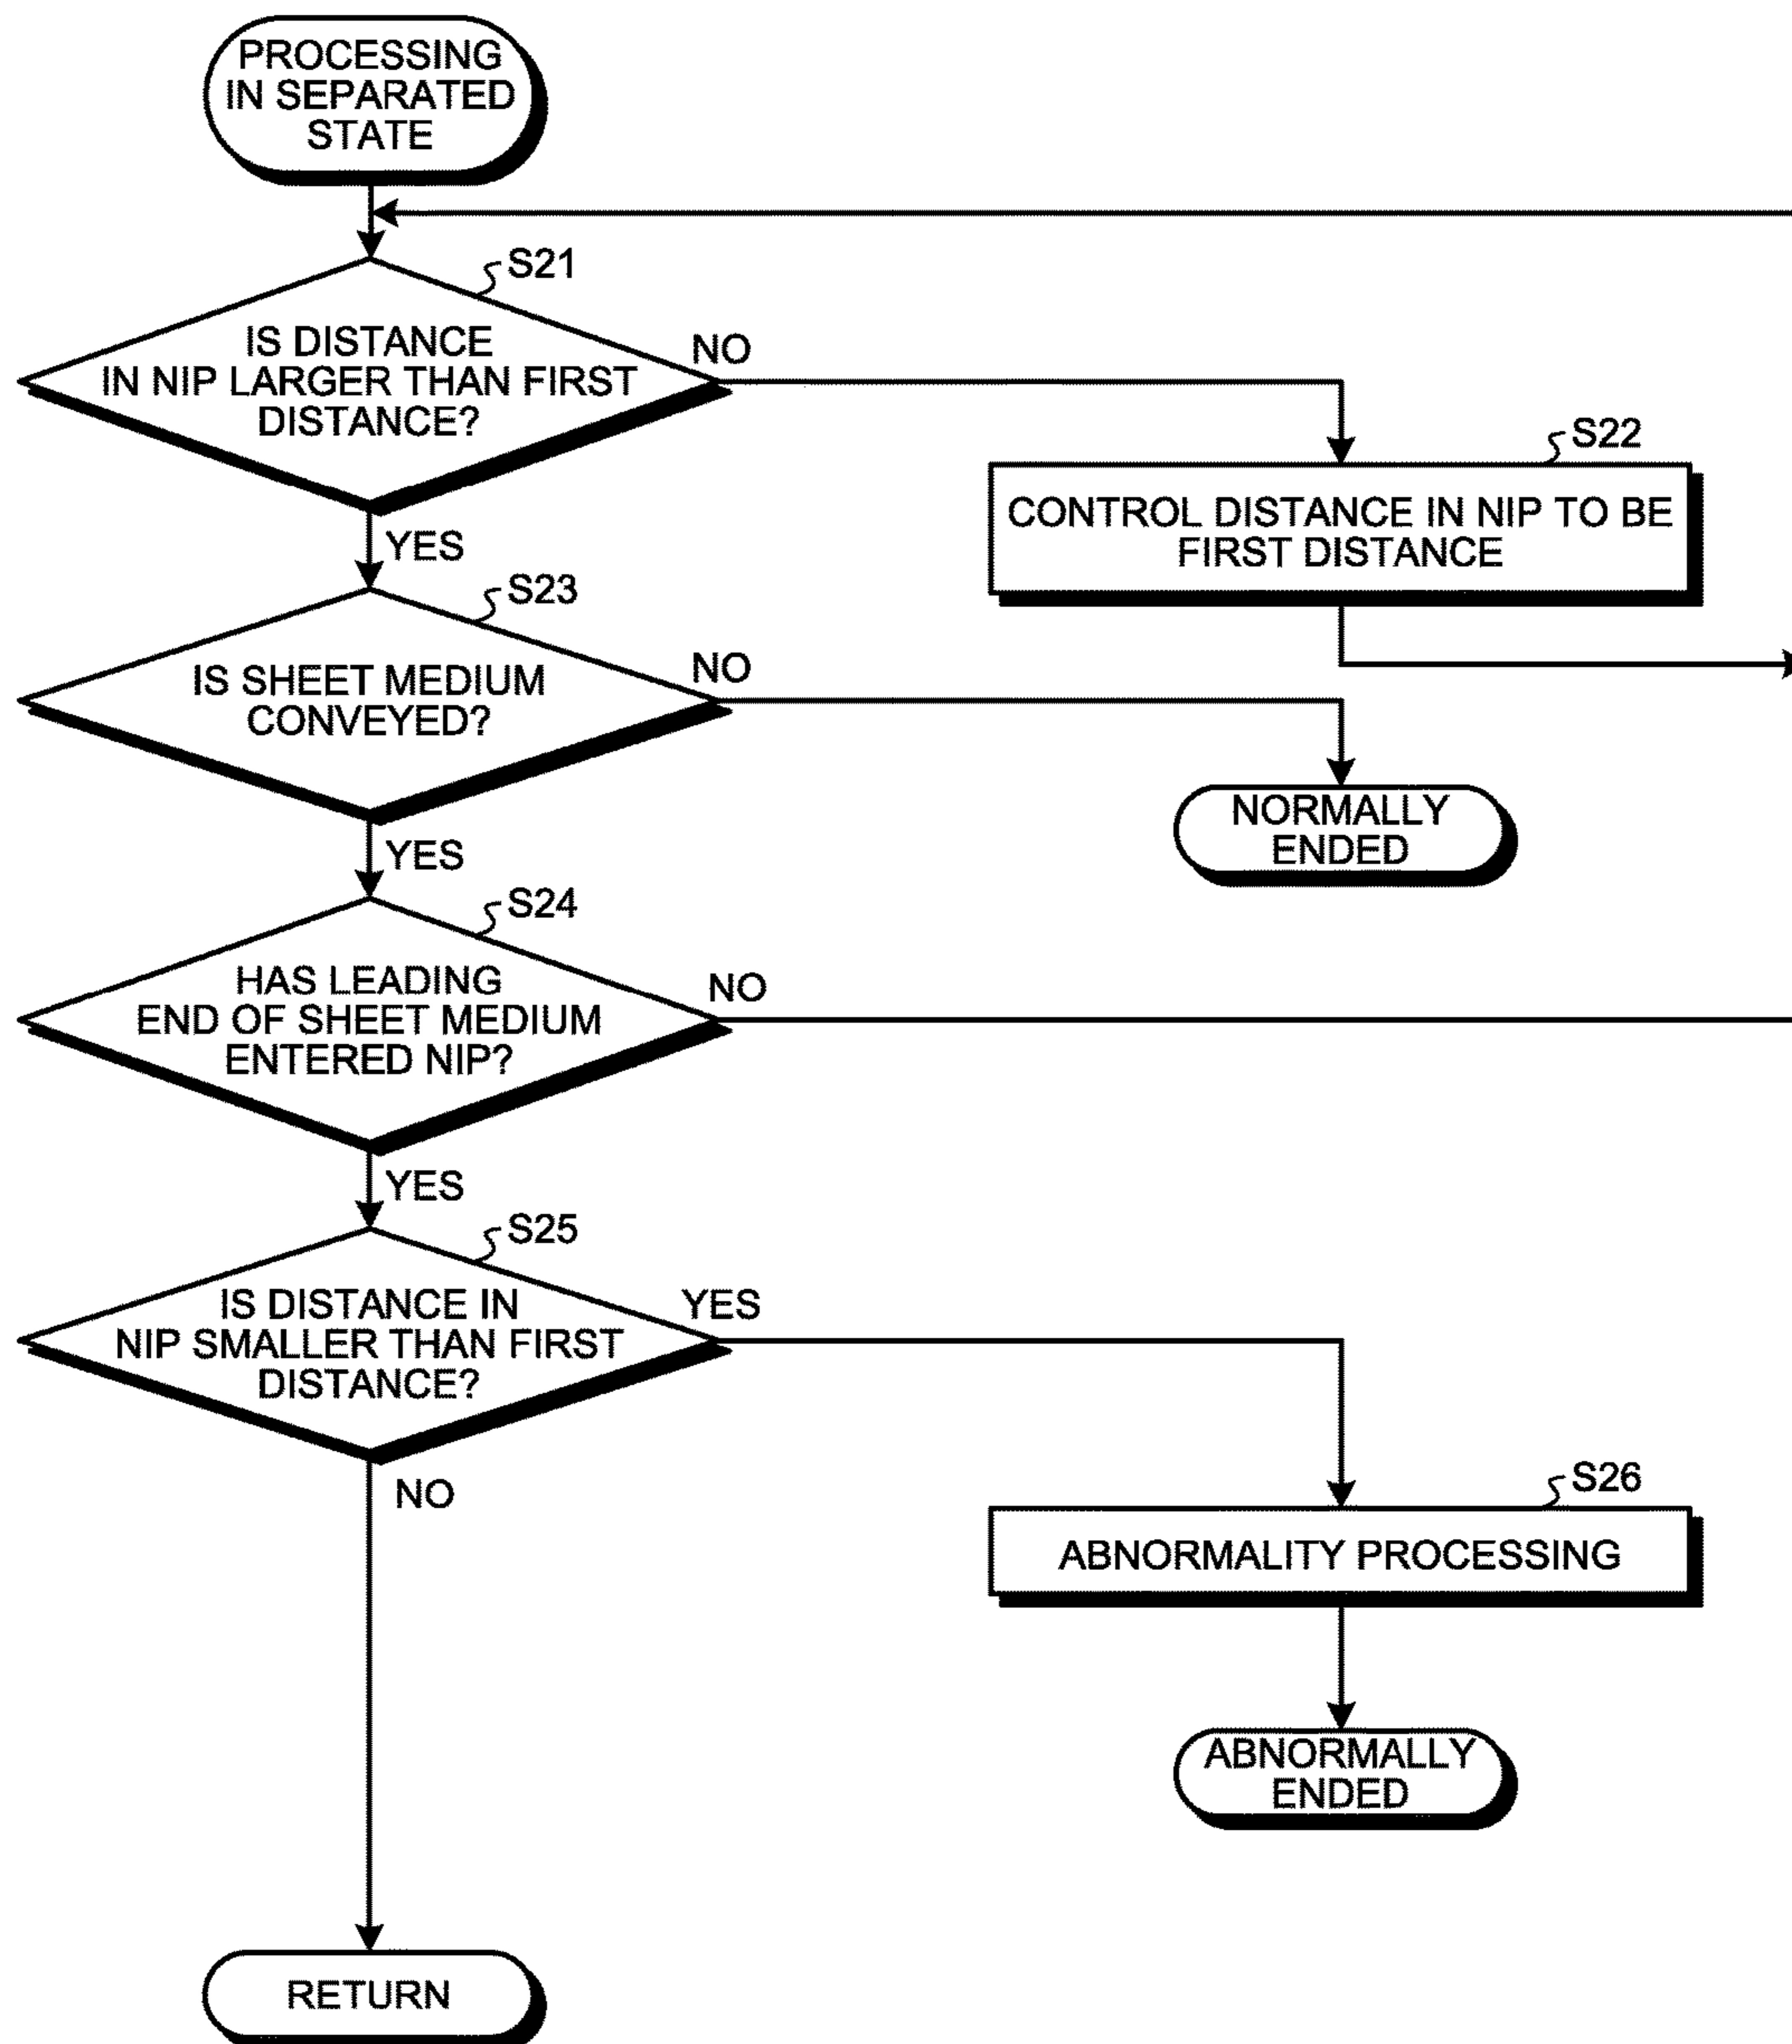 PROCESSING
IN SEPARATED
STATE
S21
IS DISTANCE
IN NIP LARGER THAN FIRST
DISTANCE?
NO
YES
S22
CONTROL DISTANCE IN NIP TO BE
FIRST DISTANCE
S23
IS SHEET MEDIUM
CONVEYED?
NO
YES
NORMALLY
ENDED
S24
HAS LEADING
END OF SHEET MEDIUM
ENTERED NIP?
NO
YES
S25
IS DISTANCE IN
NIP SMALLER THAN FIRST
DISTANCE?
YES
NO
S26
ABNORMALITY PROCESSING
ABNORMALLY
ENDED
RETURN